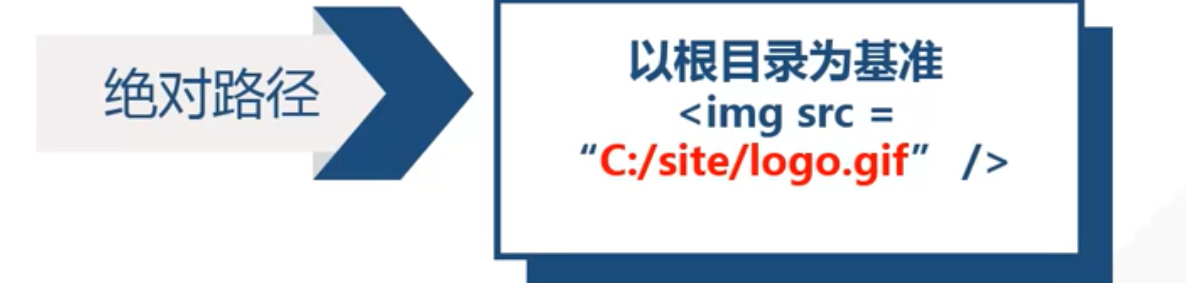 绝对路径
以根目录为基准
<img src =
“C:/site/logo.gif” />